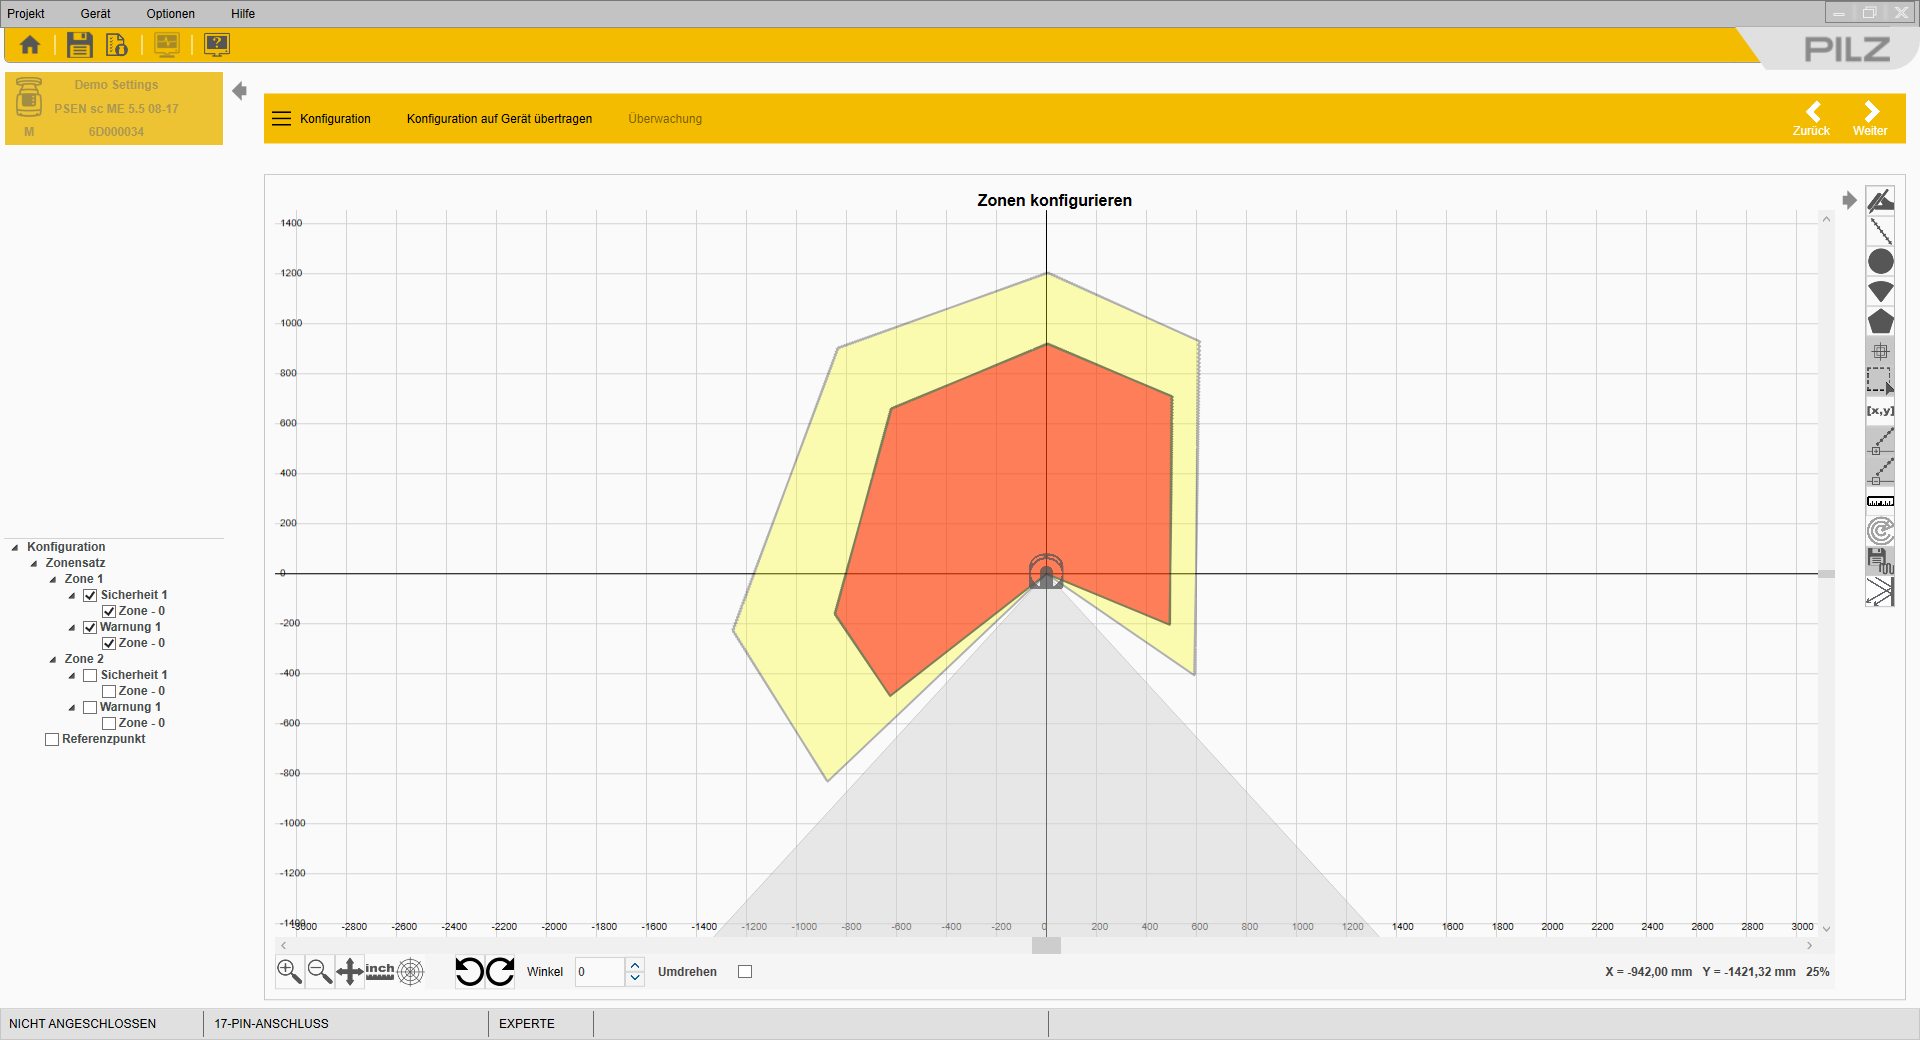 Projekt Gerät Optionen Hilfe
PILZ
Demo Settings
PSEN sc ME 5.5 08-17
M 6D000034
Konfiguration Konfiguration auf Gerät übertragen Überwachung Zurück Weiter
Zonen konfigurieren
1400
1200
1000
800
600
400
200
0
-200
-400
-600
-800
-1000
-1200
-1400
-3000 -2800 -2600 -2400 -2200 -2000 -1800 -1600 -1400 -1200 -1000 -800 -600 -400 -200 0 200 400 600 800 1000 1200 1400 1600 1800 2000 2200 2400 2600 2800 3000
[x,y]
Konfiguration
Zonensatz
Zone 1
Sicherheit 1
Zone - 0
Warnung 1
Zone - 0
Zone 2
Sicherheit 1
Zone - 0
Warnung 1
Zone - 0
Referenzpunkt
inch Winkel 0 Umdrehen X = -942,00 mm Y = -1421,32 mm 25%
NICHT ANGESCHLOSSEN 17-PIN-ANSCHLUSS EXPERTE